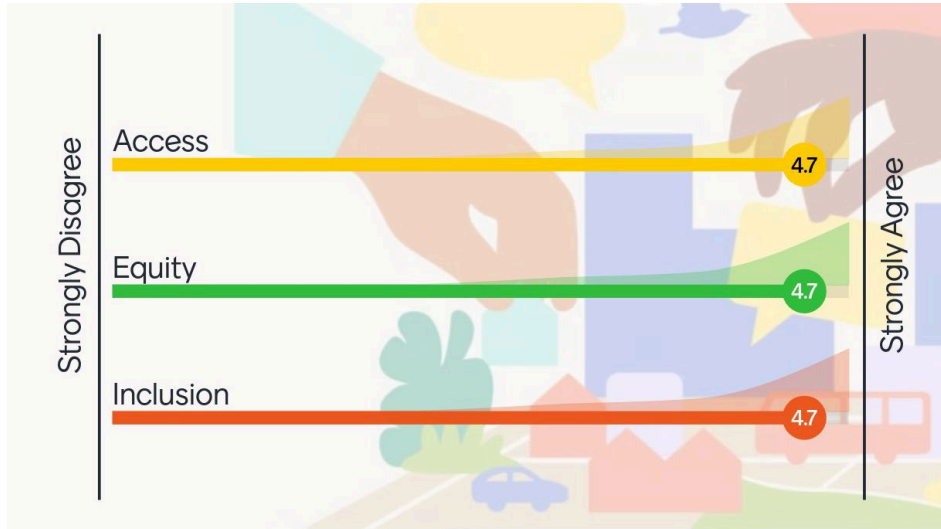 Strongly Disagree
Access
4.7
Equity
4.7
Inclusion
4.7
Strongly Agree